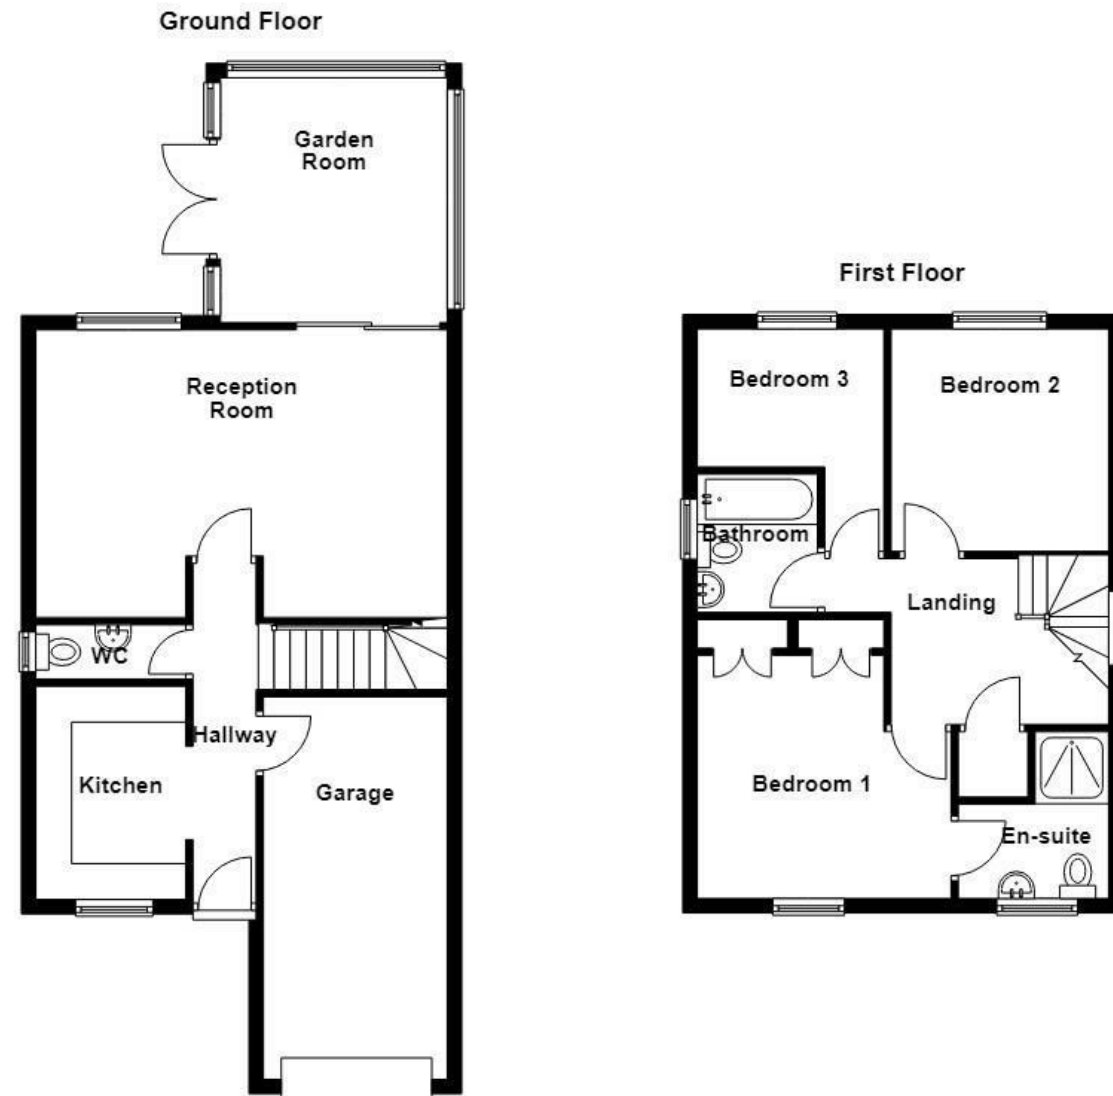 Ground Floor
Garden
Room
Reception
Room
WC
Hallway
Kitchen
Garage
First Floor
Bedroom 3
Bedroom 2
Bathroom
Landing
Bedroom 1
En-suite